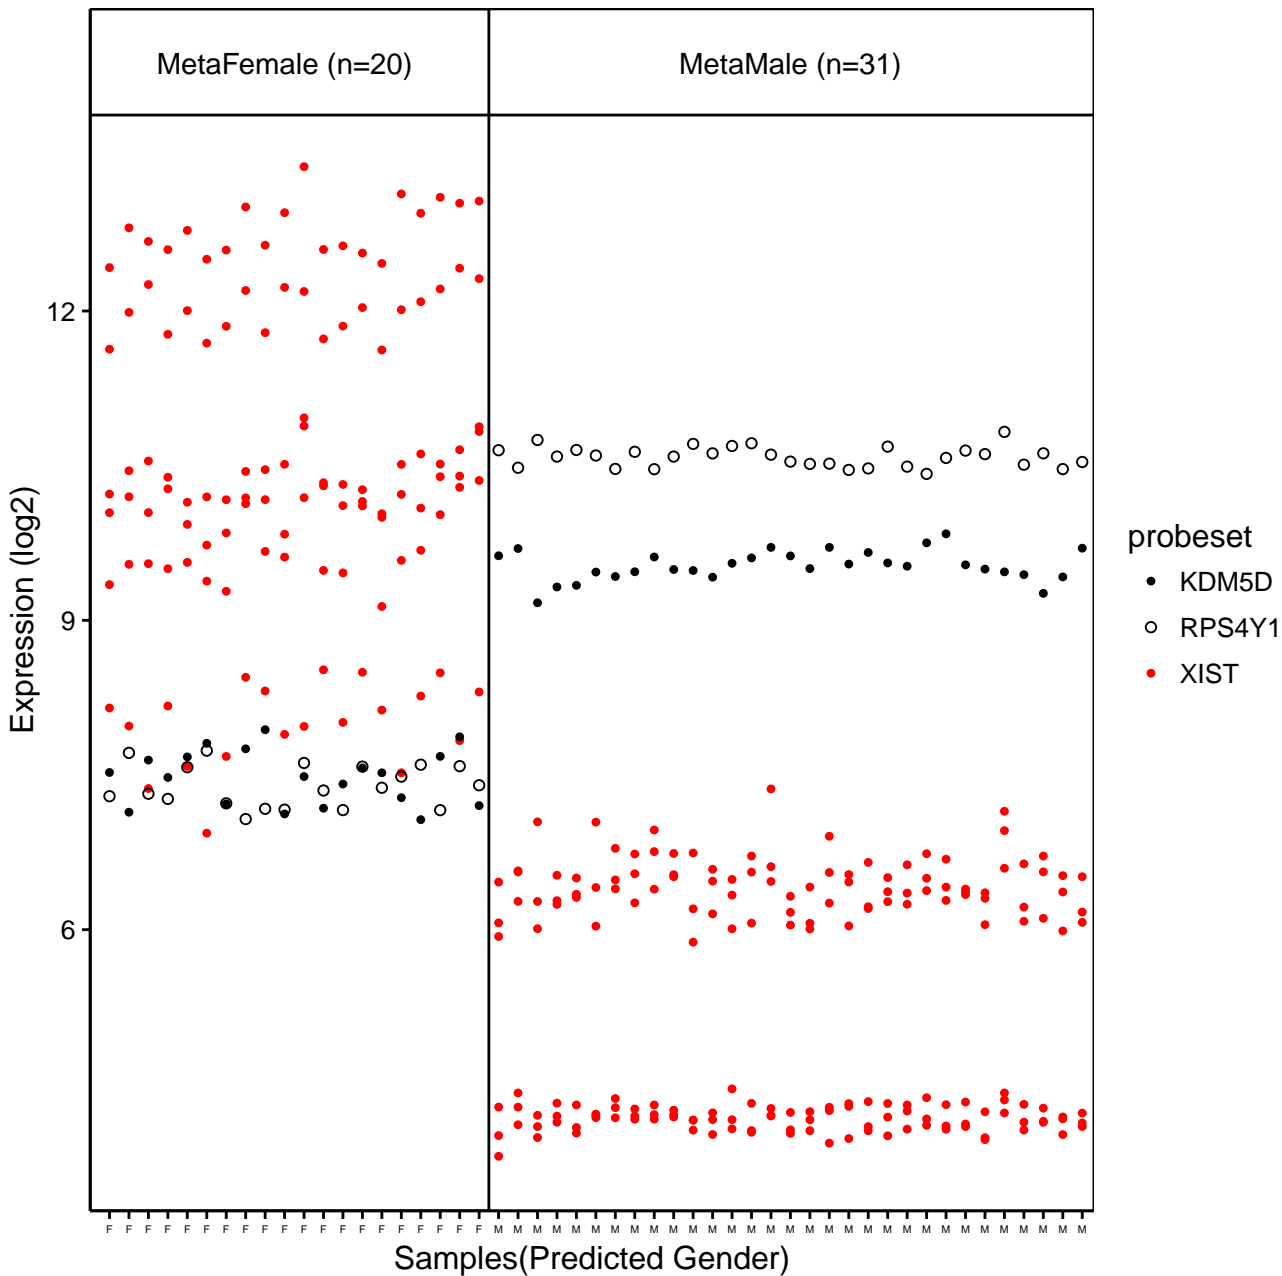 MetaFemale (n=20)
MetaMale (n=31)
12
9
6
Expression (log2)
F F F F F F F F F F F F F F F F F F F F M M M M M M M M M M M M M M M M M M M M M M M M M M M M M M M
Samples(Predicted Gender)
probeset
KDM5D
RPS4Y1
XIST